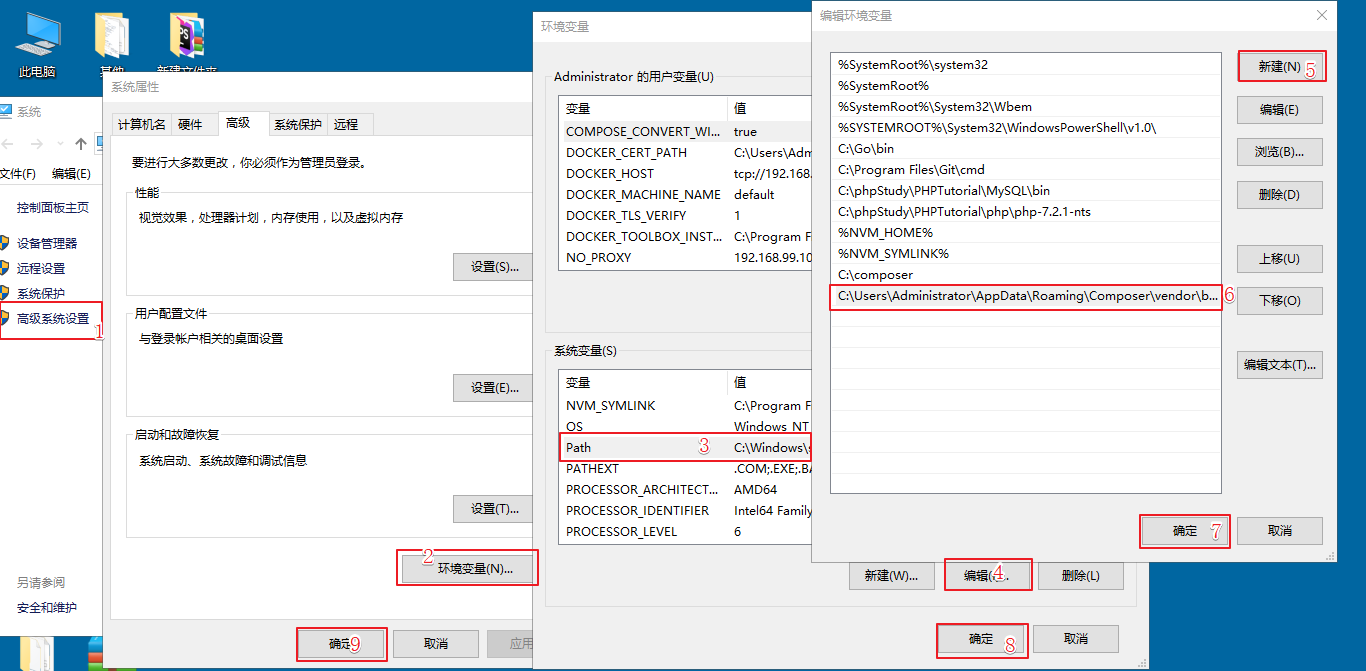 此电脑
其他
新建文件夹
PS
系统
文件(F)
编辑(E)
控制面板主页
设备管理器
远程设置
系统保护
高级系统设置
1
另请参阅
安全和维护
系统属性
计算机名
硬件
高级
系统保护
远程
要进行大多数更改，你必须作为管理员登录。
性能
视觉效果，处理器计划，内存使用，以及虚拟内存
设置(S)...
用户配置文件
与登录帐户相关的桌面设置
设置(E)...
启动和故障恢复
系统启动、系统故障和调试信息
设置(T)...
2
环境变量(N)...
确定
9
取消
应用
环境变量
Administrator 的用户变量(U)
变量 值
COMPOSE_CONVERT_WI... true
DOCKER_CERT_PATH C:\Users\Adm
DOCKER_HOST tcp://192.168.
DOCKER_MACHINE_NAME default
DOCKER_TLS_VERIFY 1
DOCKER_TOOLBOX_INST... C:\Program F
NO_PROXY 192.168.99.10
系统变量(S)
变量 值
NVM_SYMLINK C:\Program F
OS Windows_NT
Path 3 C:\Windows\
PATHEXT .COM;.EXE;.BA
PROCESSOR_ARCHITECT... AMD64
PROCESSOR_IDENTIFIER Intel64 Family
PROCESSOR_LEVEL 6
新建(W)...
编辑(
4
删除(L)
确定
8
取消
编辑环境变量
%SystemRoot%\system32
%SystemRoot%
%SystemRoot%\System32\Wbem
%SYSTEMROOT%\System32\WindowsPowerShell\v1.0\
C:\Go\bin
C:\Program Files\Git\cmd
C:\phpStudy\PHPTutorial\MySQL\bin
C:\phpStudy\PHPTutorial\php\php-7.2.1-nts
%NVM_HOME%
%NVM_SYMLINK%
C:\composer
C:\Users\Administrator\AppData\Roaming\Composer\vendor\b...
6
新建(N)
5
编辑(E)
浏览(B)...
删除(D)
上移(U)
下移(O)
编辑文本(T)...
确定
7
取消